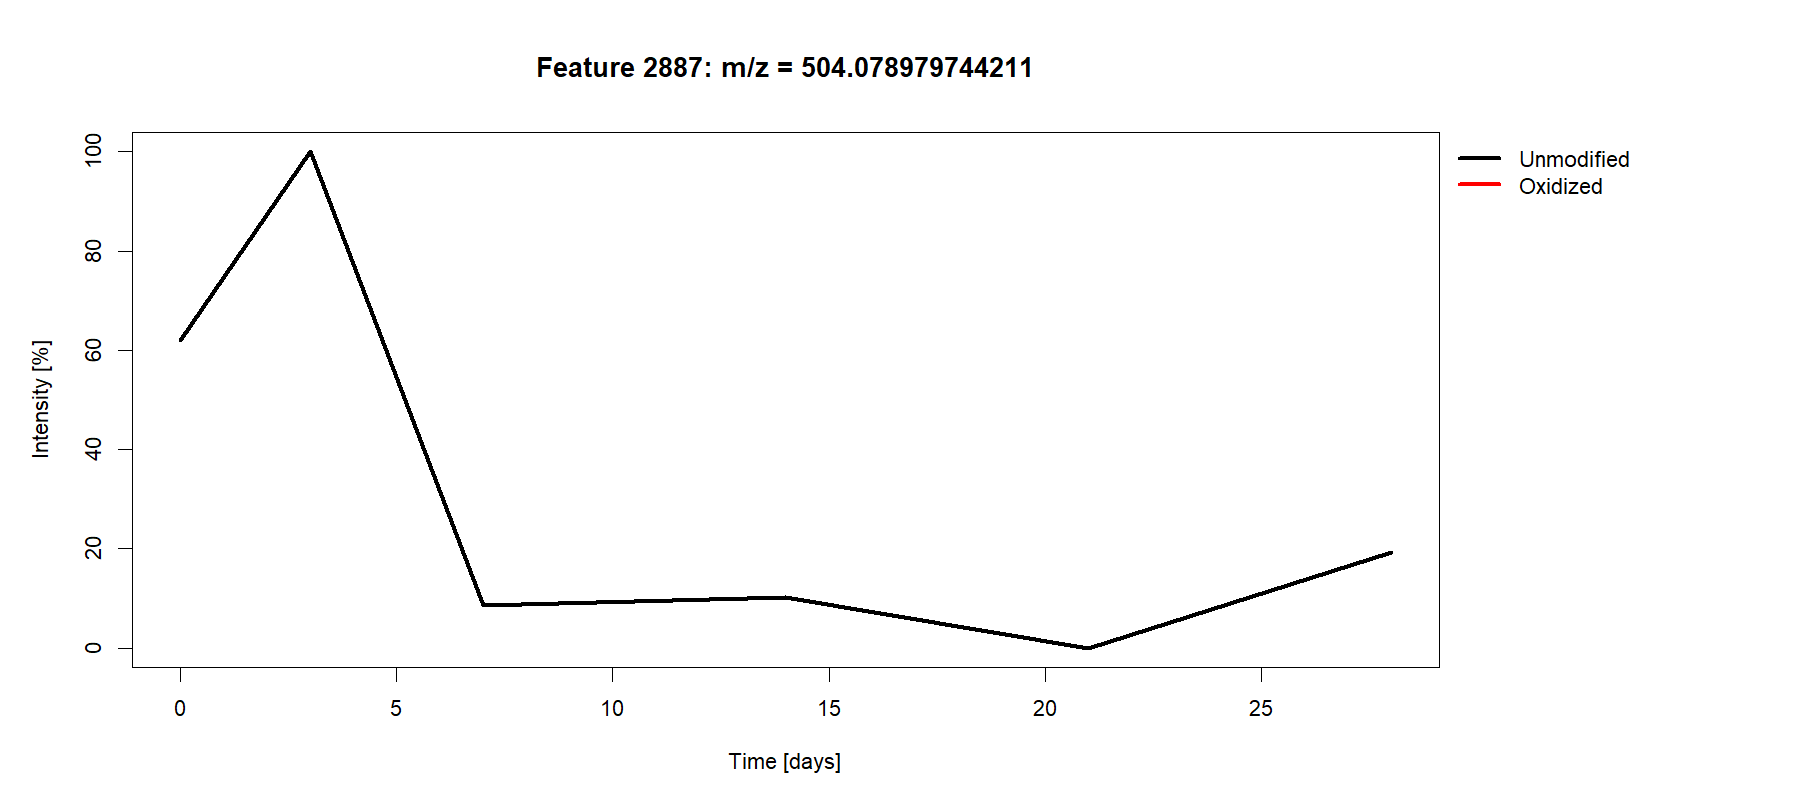 Feature 2887: m/z = 504.078979744211
Unmodified
Oxidized
Intensity [%]
100
80
60
40
20
0
0 5 10 15 20 25
Time [days]